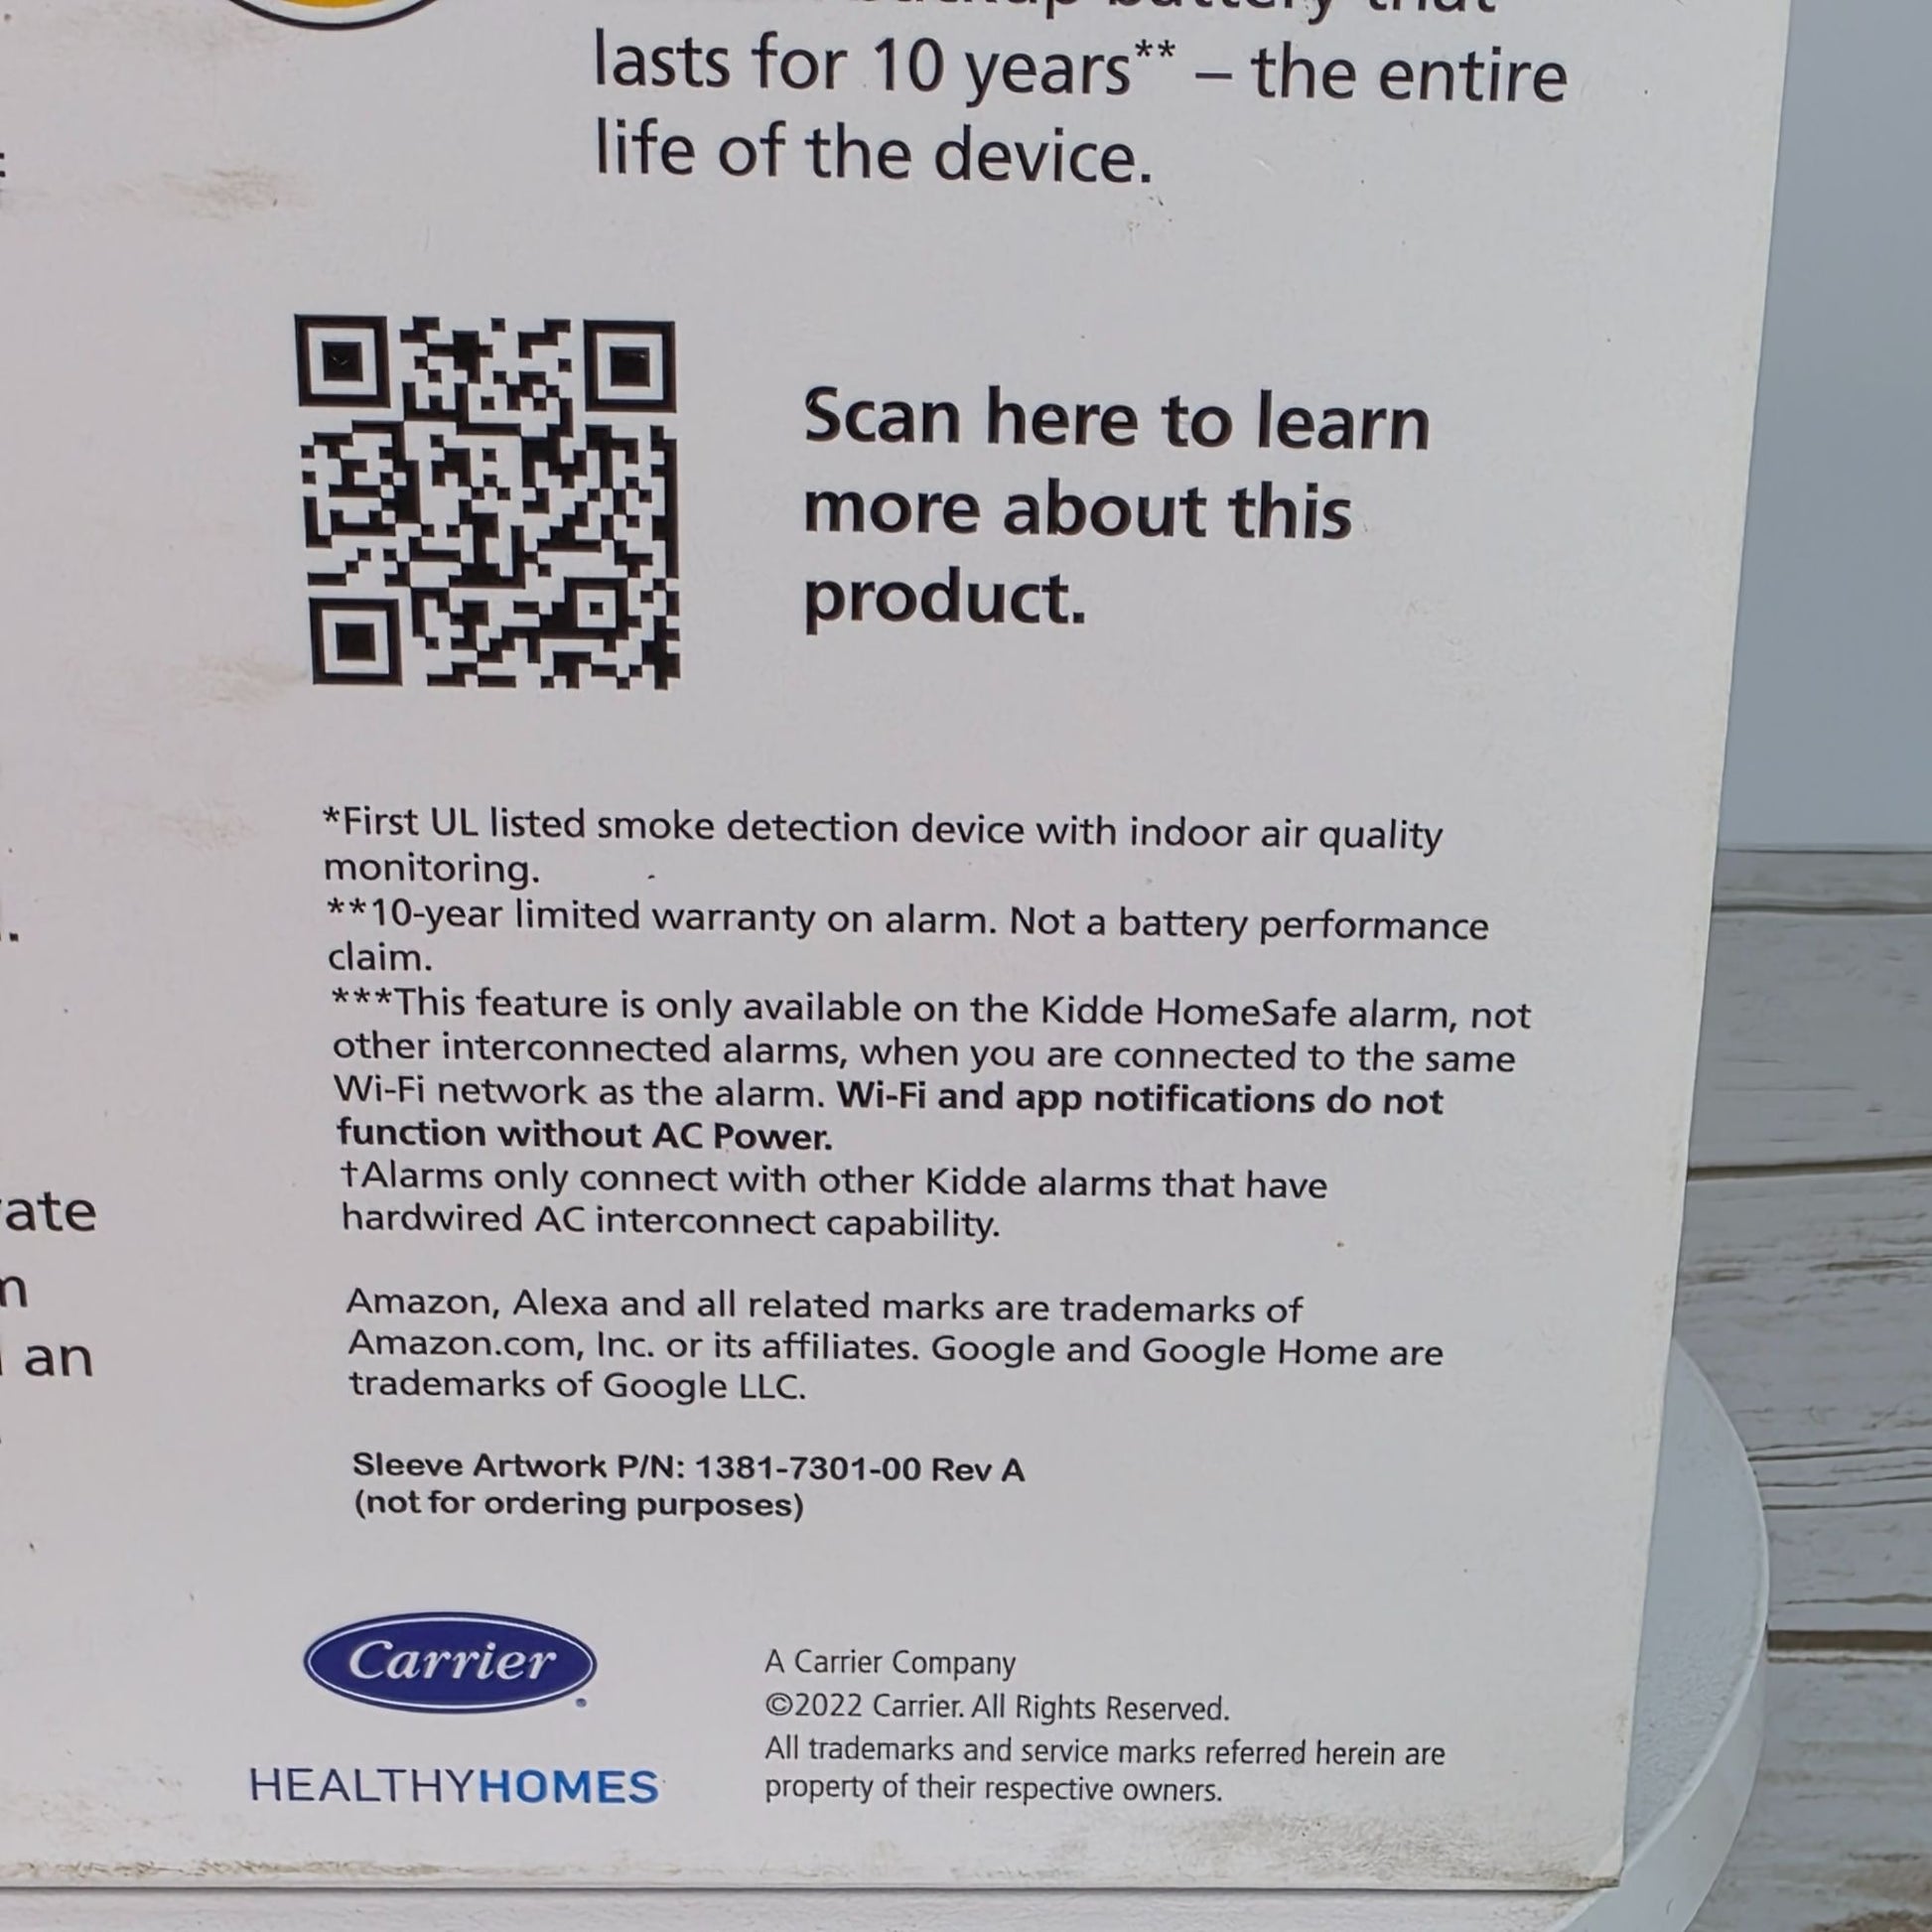 battery that
lasts for 10 years** – the entire
life of the device.
Scan here to learn
more about this
product.
*First UL listed smoke detection device with indoor air quality
monitoring.
**10-year limited warranty on alarm. Not a battery performance
claim.
***This feature is only available on the Kidde HomeSafe alarm, not
other interconnected alarms, when you are connected to the same
Wi-Fi network as the alarm. Wi-Fi and app notifications do not
function without AC Power.
†Alarms only connect with other Kidde alarms that have
hardwired AC interconnect capability.
an
Amazon, Alexa and all related marks are trademarks of
Amazon.com, Inc. or its affiliates. Google and Google Home are
trademarks of Google LLC.
Sleeve Artwork P/N: 1381-7301-00 Rev A
(not for ordering purposes)
Carrier
HEALTHYHOMES
A Carrier Company
©2022 Carrier. All Rights Reserved.
All trademarks and service marks referred herein are
property of their respective owners.